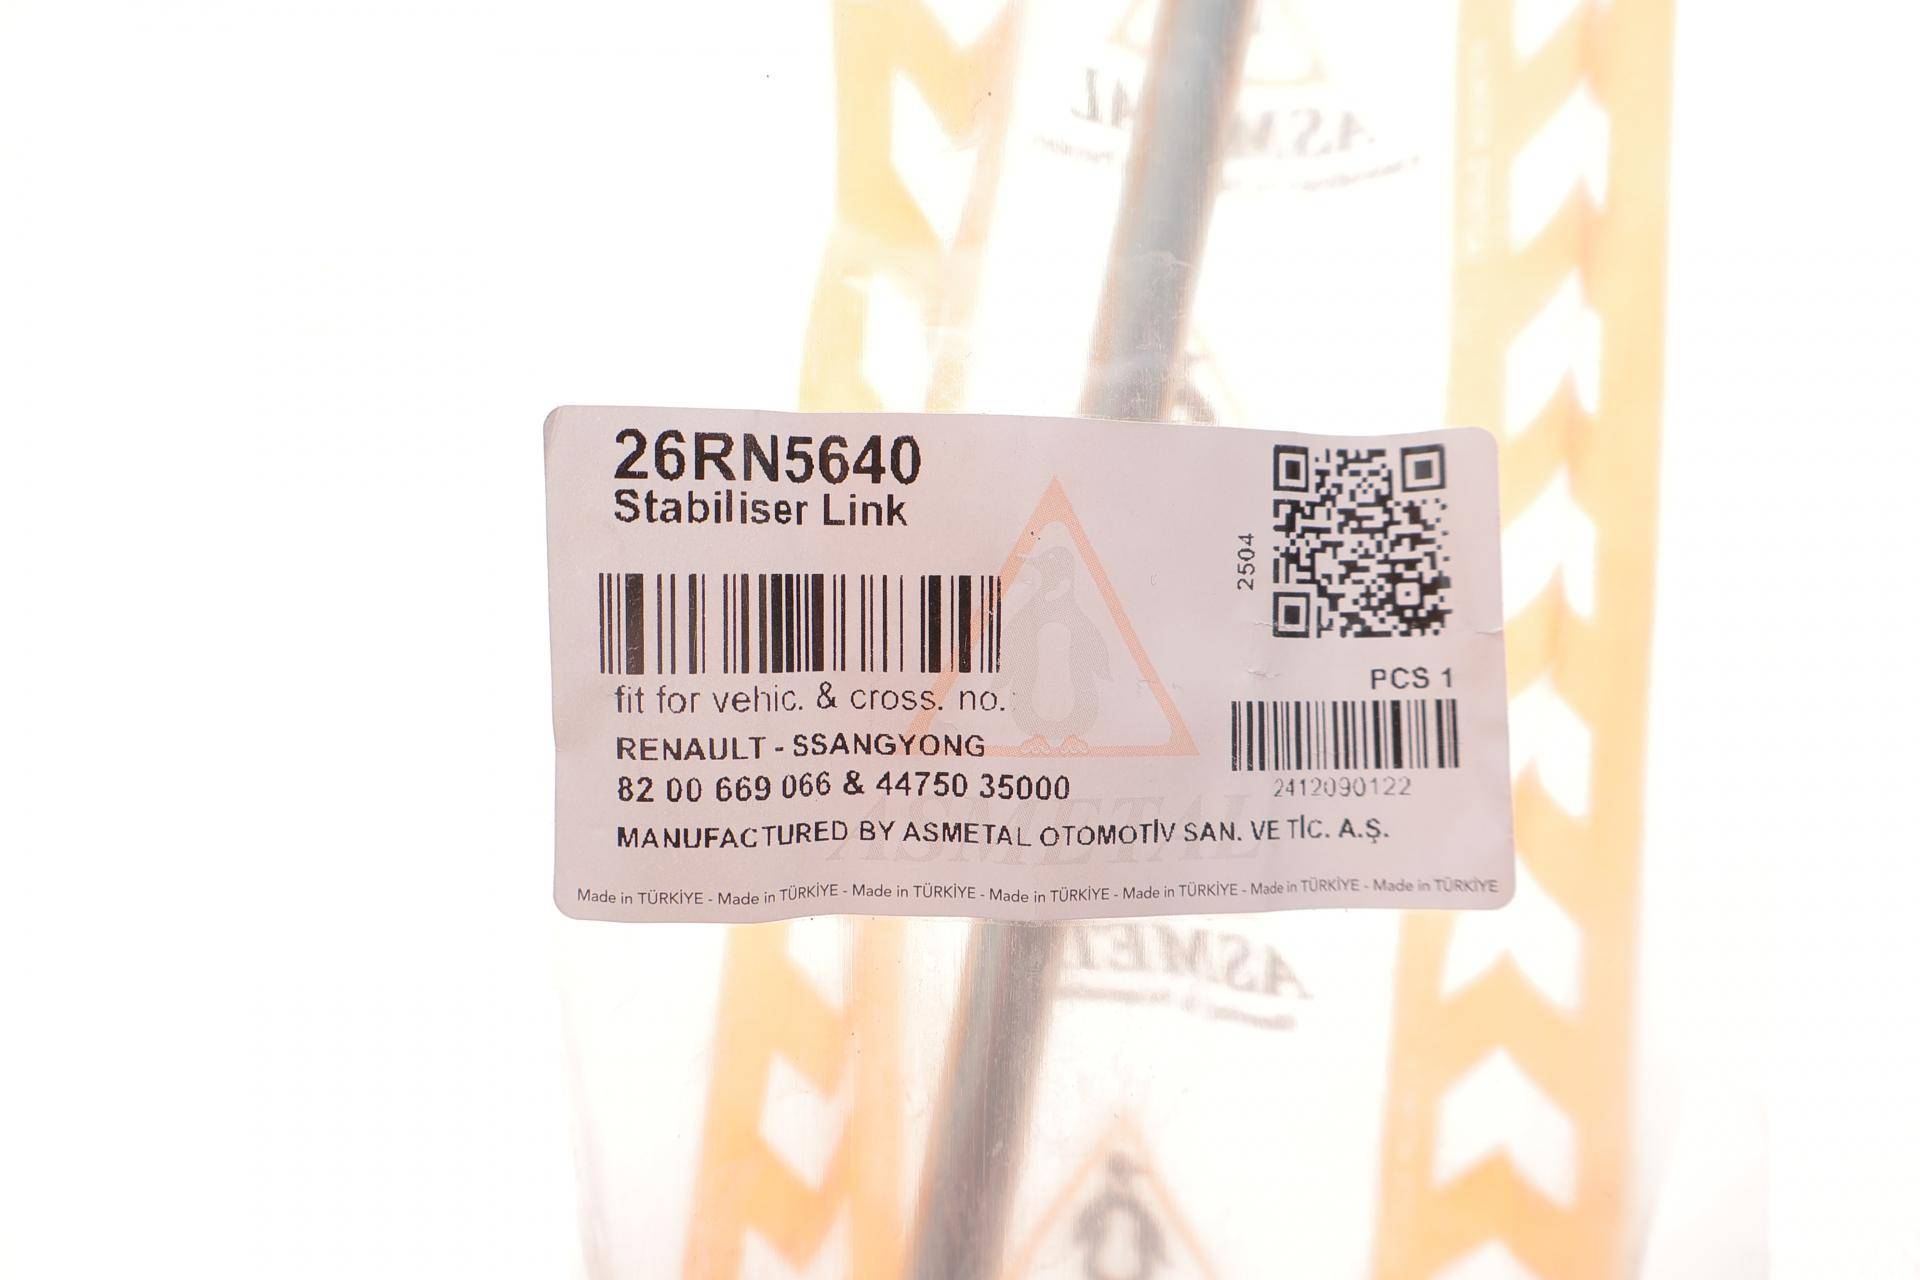 26RN5640
Stabiliser Link
2504
fit for vehic. & cross. no.:
PCS 1
RENAULT - SSANGYONG
82 00 669 066 & 44750 35000
2412090122
ASMETAL
MANUFACTURED BY ASMETAL OTOMOTİV SAN. VE TİC. A.Ş.
Made in TÜRKİYE - Made in TÜRKİYE - Made in TÜRKİYE - Made in TÜRKİYE - Made in TÜRKİYE - Made in TÜRKİYE - Made in TÜRKİYE